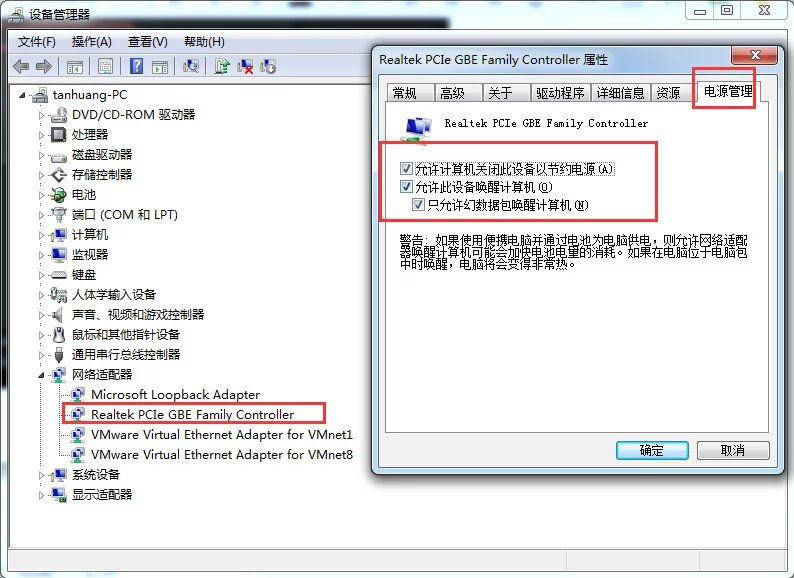 设备管理器
文件(F) 操作(A) 查看(V) 帮助(H)
tanhuang-PC
DVD/CD-ROM 驱动器
处理器
磁盘驱动器
存储控制器
电池
端口 (COM 和 LPT)
计算机
监视器
键盘
人体学输入设备
声音、视频和游戏控制器
鼠标和其他指针设备
通用串行总线控制器
网络适配器
Microsoft Loopback Adapter
Realtek PCIe GBE Family Controller
VMware Virtual Ethernet Adapter for VMnet1
VMware Virtual Ethernet Adapter for VMnet8
系统设备
显示适配器
Realtek PCIe GBE Family Controller 属性
常规 高级 关于 驱动程序 详细信息 资源 电源管理
Realtek PCIe GBE Family Controller
允许计算机关闭此设备以节约电源(A)
允许此设备唤醒计算机(O)
只允许幻数据包唤醒计算机(N)
警告: 如果使用便携电脑并通过电池为电脑供电，则允许网络适配
器唤醒计算机可能会加快电池电量的消耗。如果在电脑位于电脑包
中时唤醒，电脑将会变得非常热。
确定 取消